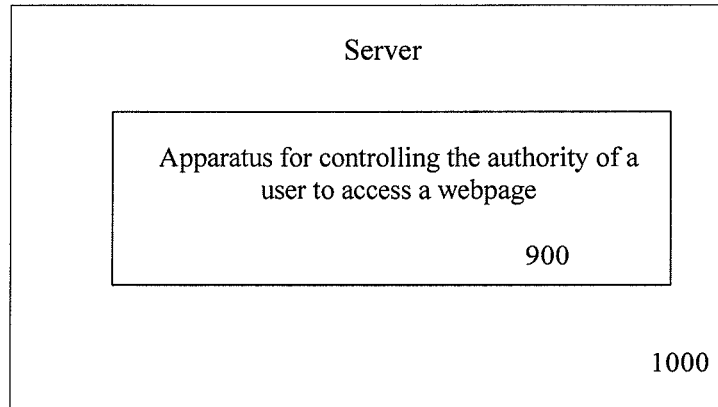 Server
Apparatus for controlling the authority of a
user to access a webpage
900
1000